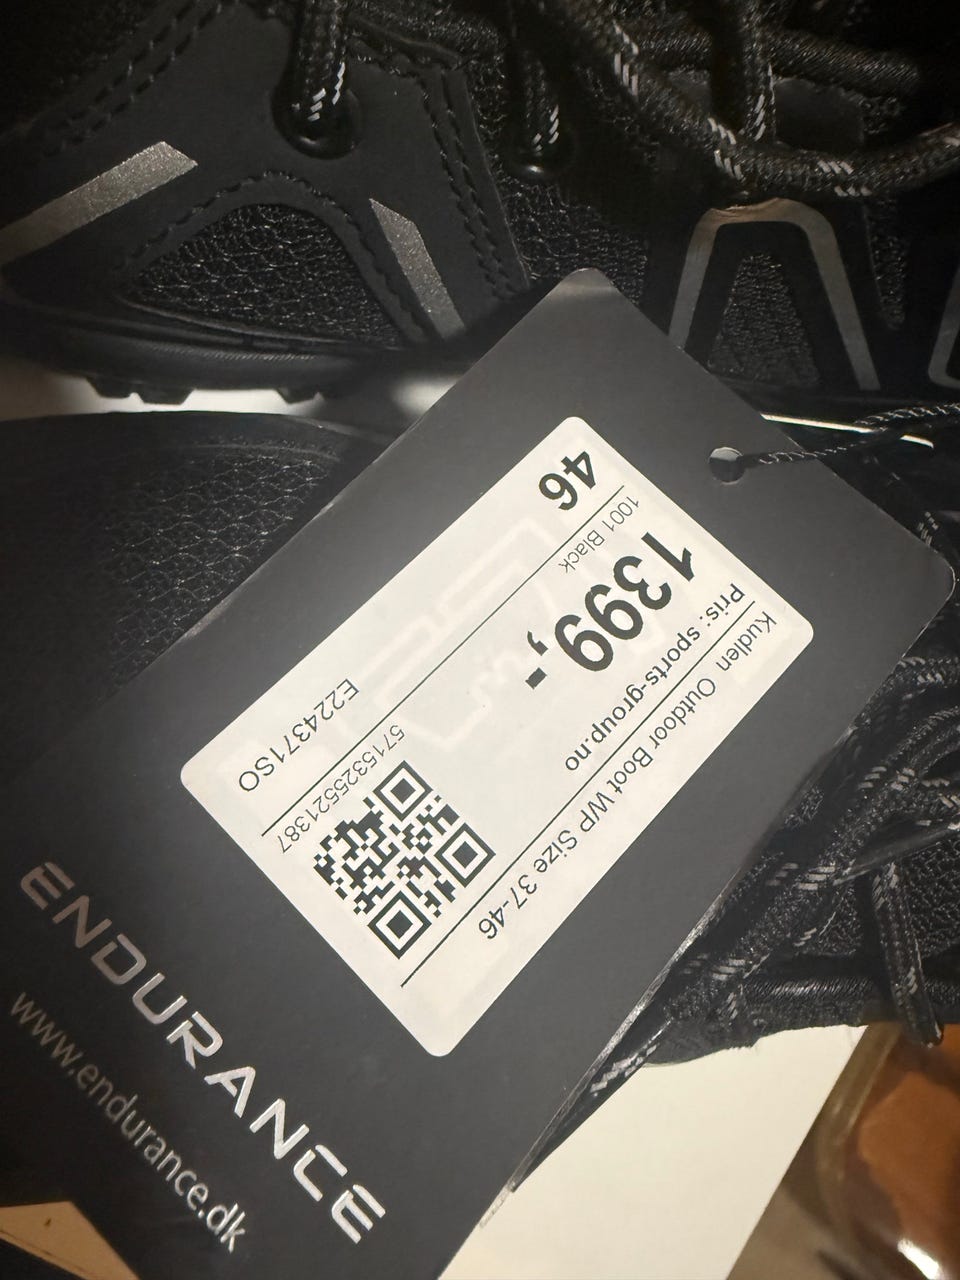 Kudlen Outdoor Boot WP Size 37-46
Pris: sports-group.no
1399,-
1001 Black
5715325521387
46
E224371SO
ENDURANCE
www.endurance.dk